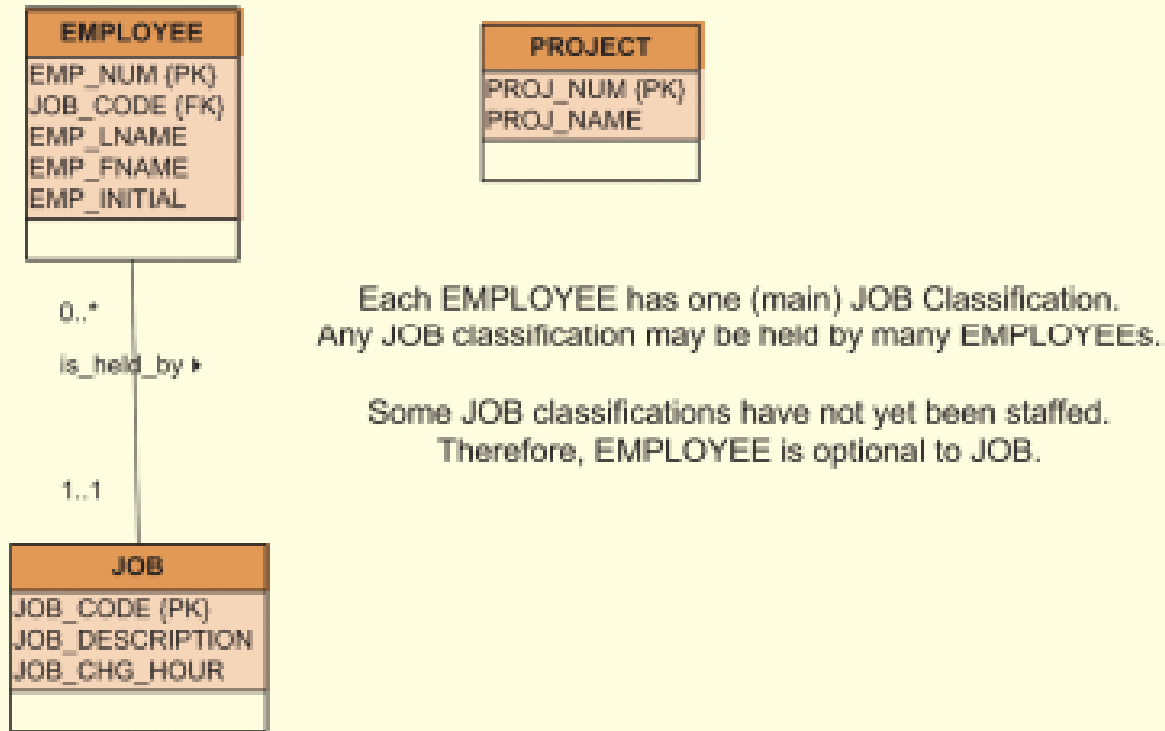 EMPLOYEE
EMP_NUM {PK}
JOB_CODE {FK}
EMP_LNAME
EMP_FNAME
EMP_INITIAL
PROJECT
PROJ_NUM {PK}
PROJ_NAME
0..*
is_held_by
1..1
Each EMPLOYEE has one (main) JOB Classification.
Any JOB classification may be held by many EMPLOYEEs..
Some JOB classifications have not yet been staffed.
Therefore, EMPLOYEE is optional to JOB.
JOB
JOB_CODE {PK}
JOB_DESCRIPTION
JOB_CHG_HOUR